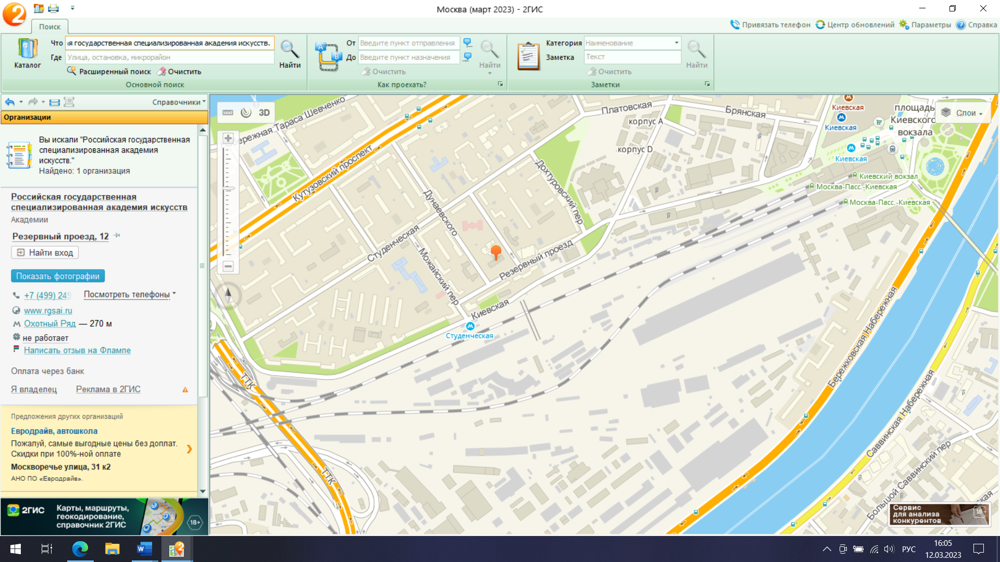 Москва (март 2023) - 2ГИС
Поиск
Привязать телефон
Центр обновлений
Параметры
Справка
Каталог
Что
я государственная специализированная академия искусств.
Где
Улица, остановка, микрорайон
Расширенный поиск
Очистить
Найти
Основной поиск
От
Введите пункт отправления
До
Введите пункт назначения
Очистить
Найти
Как проехать?
Категория
Наименование
Заметка
Текст
Очистить
Найти
Заметки
Справочники
Организации
Вы искали "Российская государственная
специализированная академия
искусств."
Найдено: 1 организация
Российская государственная
специализированная академия искусств
Академии
Резервный проезд, 12
Найти вход
Показать фотографии
+7 (499) 249
Посмотреть телефоны
www.rgsai.ru
Охотный Ряд — 270 м
не работает
Написать отзыв на Флампе
Оплата через банк
Я владелец
Реклама в 2ГИС
Предложения других организаций
Евродрайв, автошкола
Пожалуй, самые выгодные цены без доплат.
Скидки при 100%-ной оплате
Москворечье улица, 31 к2
АНО ПО «Евродрайв».
2ГИС
Карты, маршруты,
геокодирование,
справочник 2ГИС
18+
3D
Слои
Набережная Тараса Шевченко
Кутузовский проспект
Платовская
Брянская
корпус А
корпус D
Киевская
Киевская
площадь
Киевского
вокзала
Киевская
Киевский вокзал
Москва-Пасс.-Киевская
Москва-Пасс.-Киевская
Дохтуровский пер
Дунаевского
Студенческая
Можайский пер
Резервный проезд
Киевская
Студенческая
ТТК
ТТК
Бережковская Набережная
Саввинская Набережная
Большой Саввинский пер
ская
Сервис
для анализа
конкурентов
18+
РУС
16:05
12.03.2023